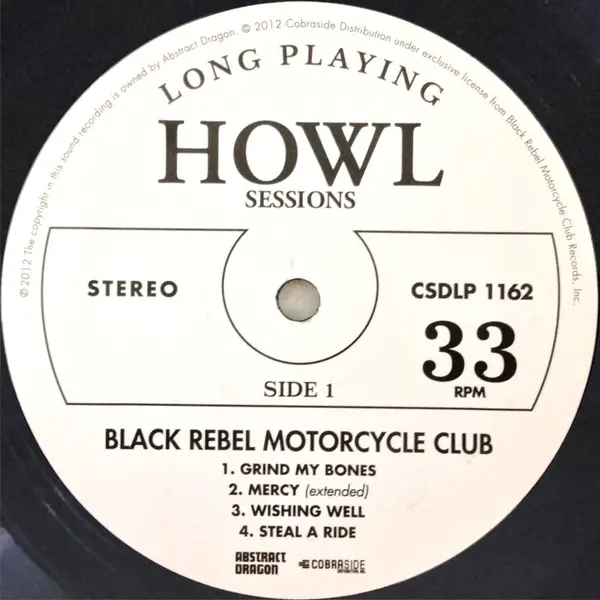 ℗ 2012 The copyright in this sound recording is owned by Abstract Dragon. © 2012 Cobraside Distribution under exclusive license from Black Rebel Motorcycle Club Records, Inc.
LONG PLAYING
HOWL
SESSIONS
STEREO
CSDLP 1162
33
RPM
SIDE 1
BLACK REBEL MOTORCYCLE CLUB
1. GRIND MY BONES
2. MERCY (extended)
3. WISHING WELL
4. STEAL A RIDE
ABSTRACT
DRAGON
COBRASIDE
DISTRIBUTION, INC.